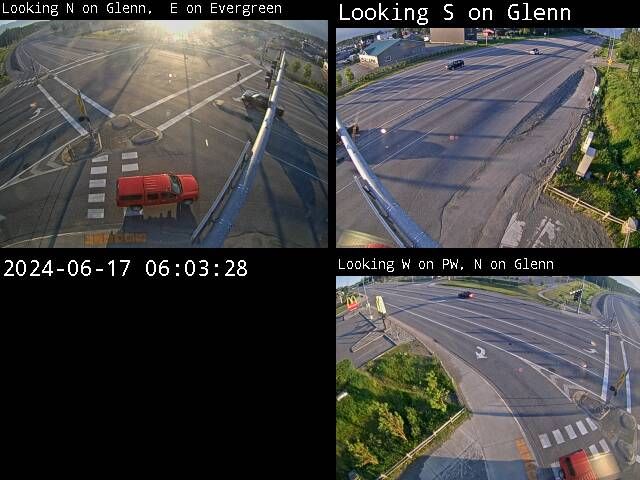 Looking N on Glenn,  E on Evergreen
Looking S on Glenn
2024-06-17 06:03:28
Looking W on PW, N on Glenn